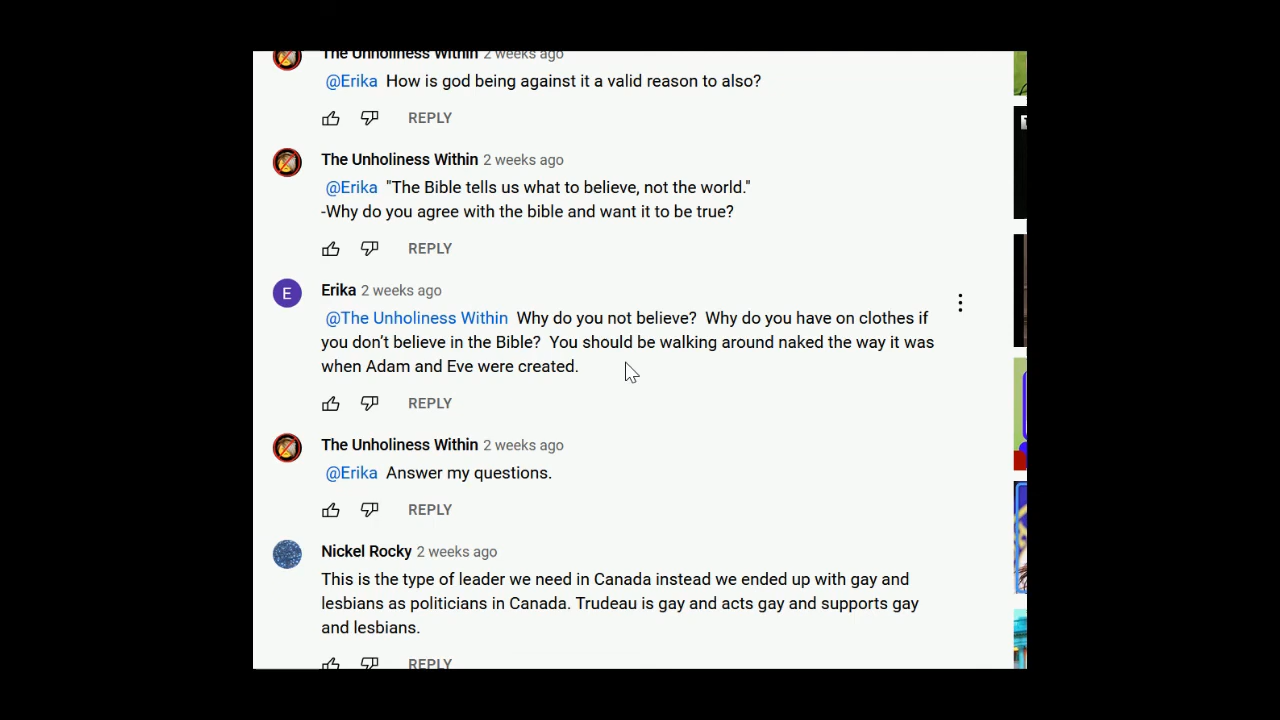 The Unholiness Within 2 weeks ago
@Erika How is god being against it a valid reason to also?
REPLY
The Unholiness Within 2 weeks ago
@Erika "The Bible tells us what to believe, not the world."
-Why do you agree with the bible and want it to be true?
REPLY
E
Erika 2 weeks ago
@The Unholiness Within Why do you not believe? Why do you have on clothes if
you don’t believe in the Bible? You should be walking around naked the way it was
when Adam and Eve were created.
REPLY
The Unholiness Within 2 weeks ago
@Erika Answer my questions.
REPLY
Nickel Rocky 2 weeks ago
This is the type of leader we need in Canada instead we ended up with gay and
lesbians as politicians in Canada. Trudeau is gay and acts gay and supports gay
and lesbians.
REPLY